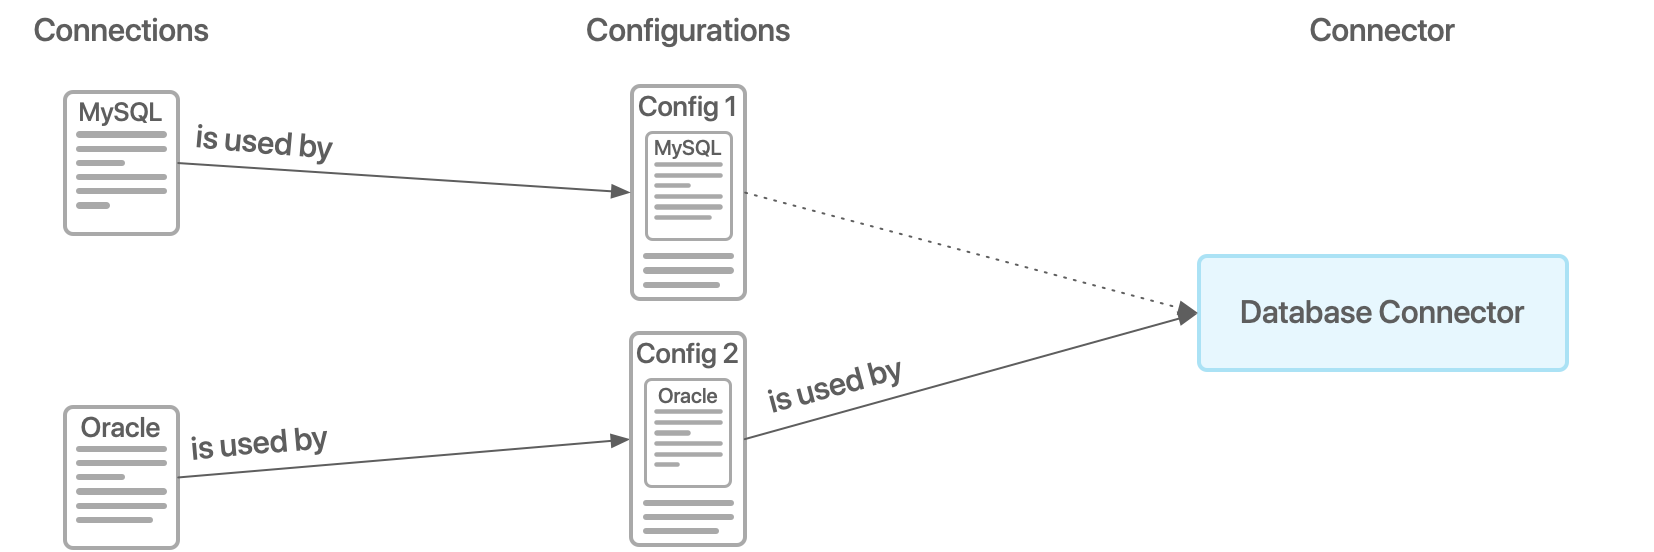 Connections
Configurations
Connector
MySQL
is used by
Config 1
MySQL
Database Connector
Config 2
Oracle
is used by
Oracle
is used by